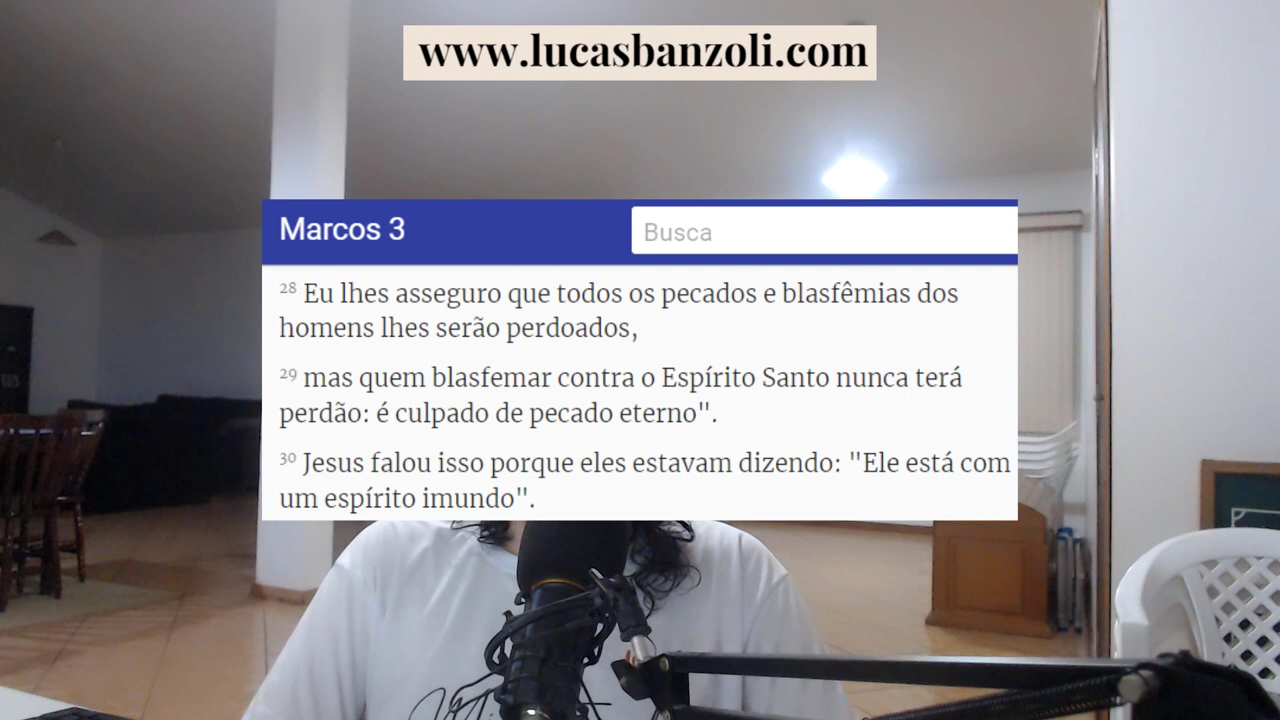 www.lucasbanzoli.com
Marcos 3
Busca
28 Eu lhes asseguro que todos os pecados e blasfêmias dos
homens lhes serão perdoados,
29 mas quem blasfemar contra o Espírito Santo nunca terá
perdão: é culpado de pecado eterno".
30 Jesus falou isso porque eles estavam dizendo: "Ele está com
um espírito imundo".